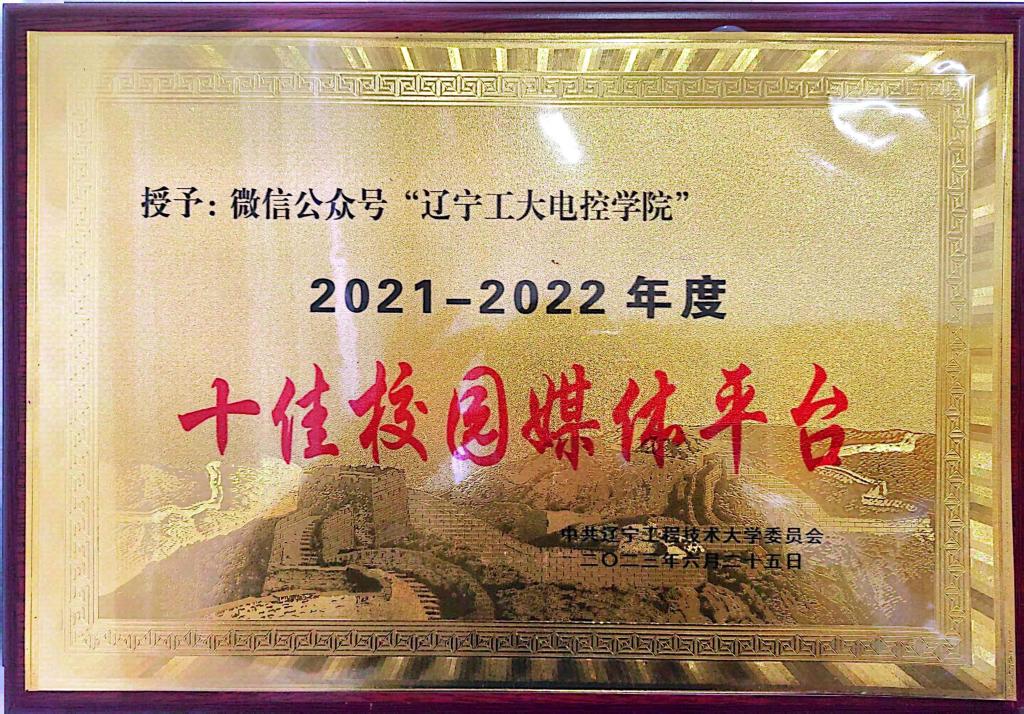 授予：微信公众号“辽宁工大电控学院”
2021-2022 年度
十佳校园媒体平台
中共辽宁工程技术大学委员会
二〇二三年六月二十五日